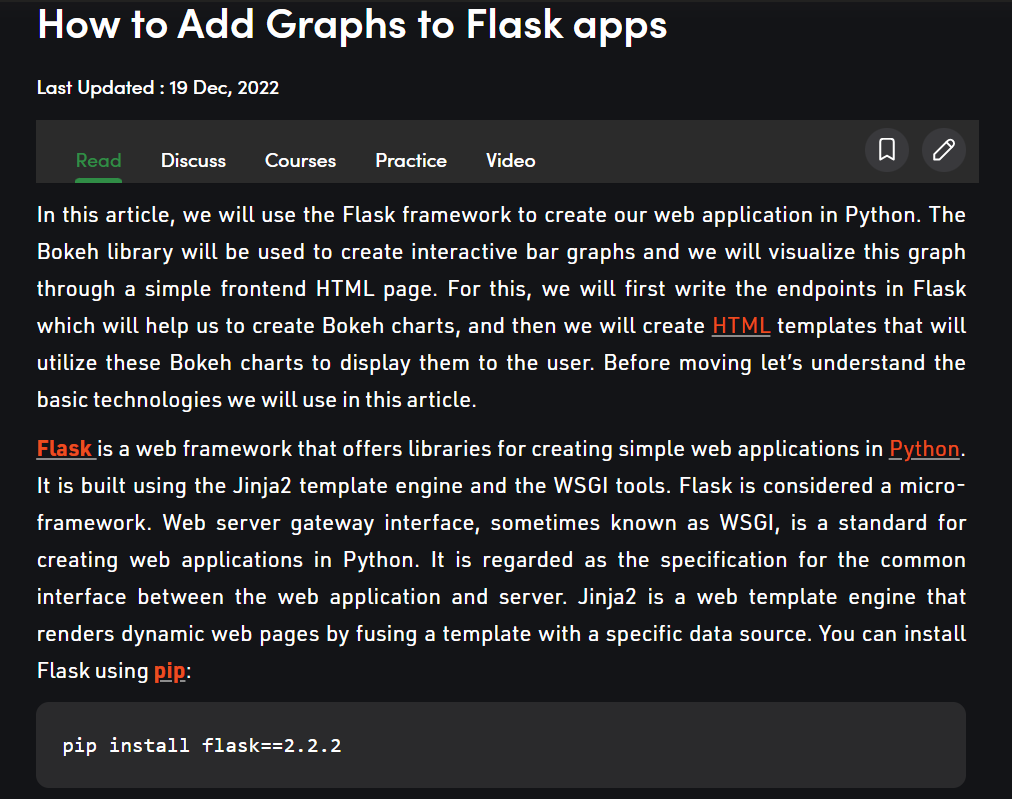 How to Add Graphs to Flask apps
Last Updated : 19 Dec, 2022
Read Discuss Courses Practice Video
In this article, we will use the Flask framework to create our web application in Python. The
Bokeh library will be used to create interactive bar graphs and we will visualize this graph
through a simple frontend HTML page. For this, we will first write the endpoints in Flask
which will help us to create Bokeh charts, and then we will create HTML templates that will
utilize these Bokeh charts to display them to the user. Before moving let’s understand the
basic technologies we will use in this article.
Flask is a web framework that offers libraries for creating simple web applications in Python.
It is built using the Jinja2 template engine and the WSGI tools. Flask is considered a micro-
framework. Web server gateway interface, sometimes known as WSGI, is a standard for
creating web applications in Python. It is regarded as the specification for the common
interface between the web application and server. Jinja2 is a web template engine that
renders dynamic web pages by fusing a template with a specific data source. You can install
Flask using pip:
pip install flask==2.2.2